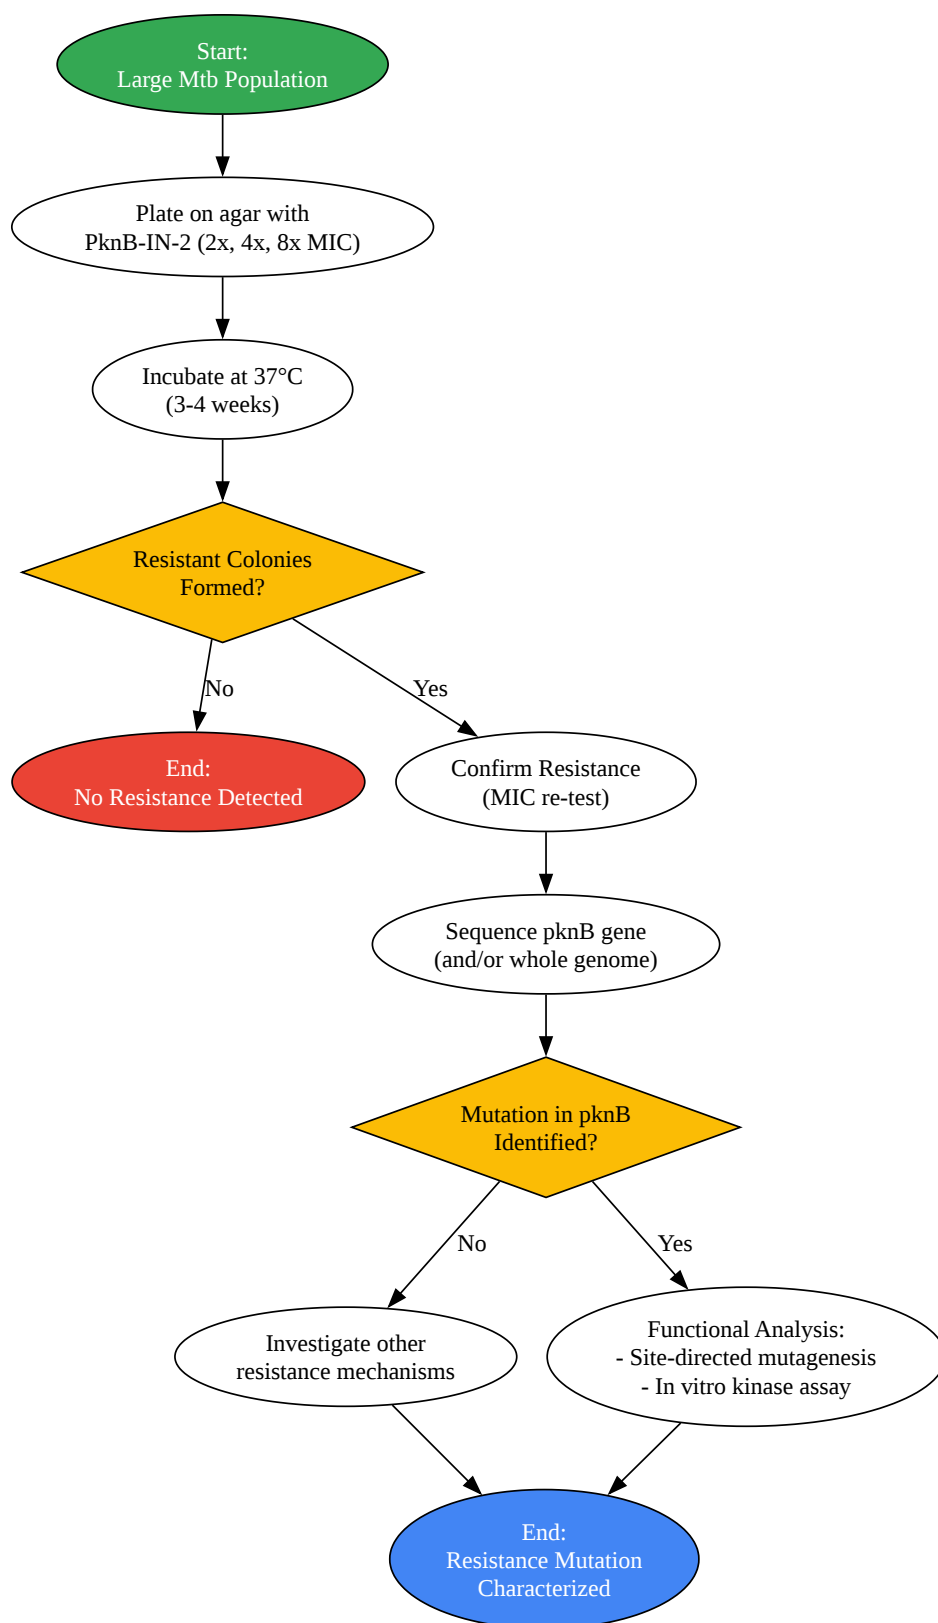 Start:
Large Mtb Population
Plate on agar with
PknB-IN-2 (2x, 4x, 8x MIC)
Incubate at 37°C
(3-4 weeks)
Resistant Colonies
Formed?
No
Yes
End:
No Resistance Detected
Confirm Resistance
(MIC re-test)
Sequence pknB gene
(and/or whole genome)
Mutation in pknB
Identified?
No
Yes
Investigate other
resistance mechanisms
Functional Analysis:
- Site-directed mutagenesis
- In vitro kinase assay
End:
Resistance Mutation
Characterized